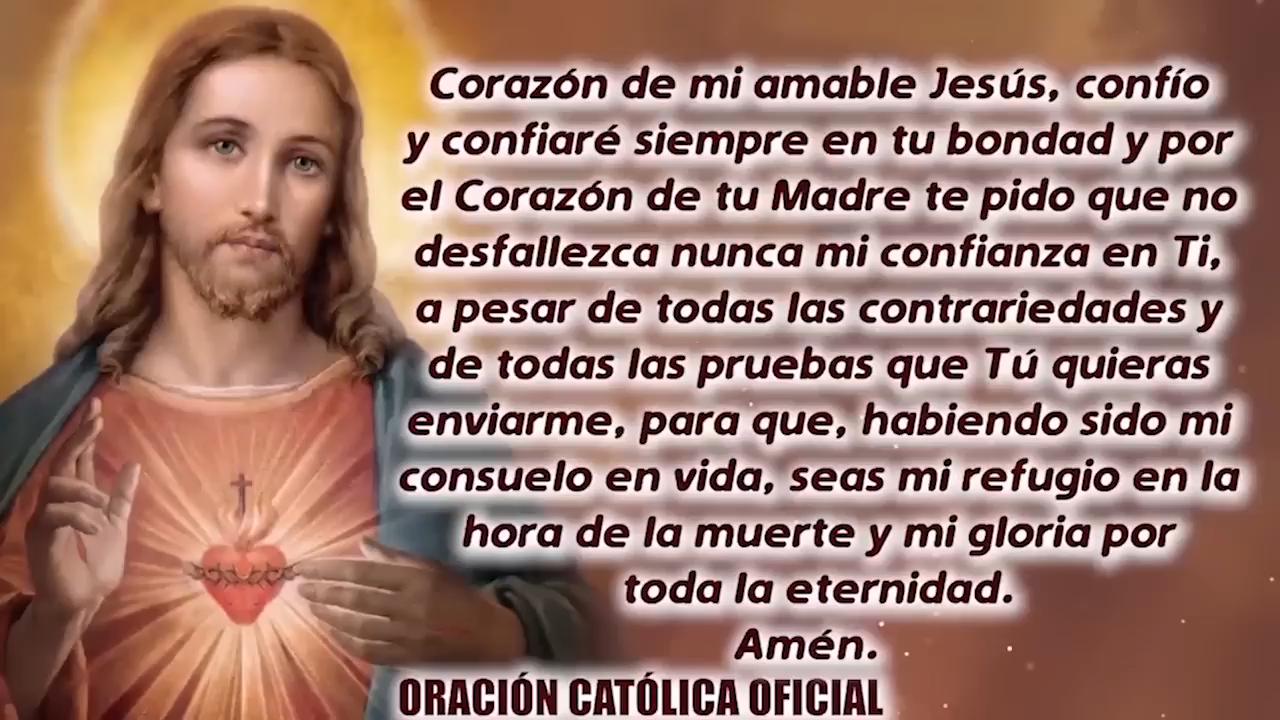 Corazón de mi amable Jesús, confío
y confiaré siempre en tu bondad y por
el Corazón de tu Madre te pido que no
desfallezca nunca mi confianza en Ti,
a pesar de todas las contrariedades y
de todas las pruebas que Tú quieras
enviarme, para que, habiendo sido mi
consuelo en vida, seas mi refugio en la
hora de la muerte y mi gloria por
toda la eternidad.
Amén.
ORACIÓN CATÓLICA OFICIAL